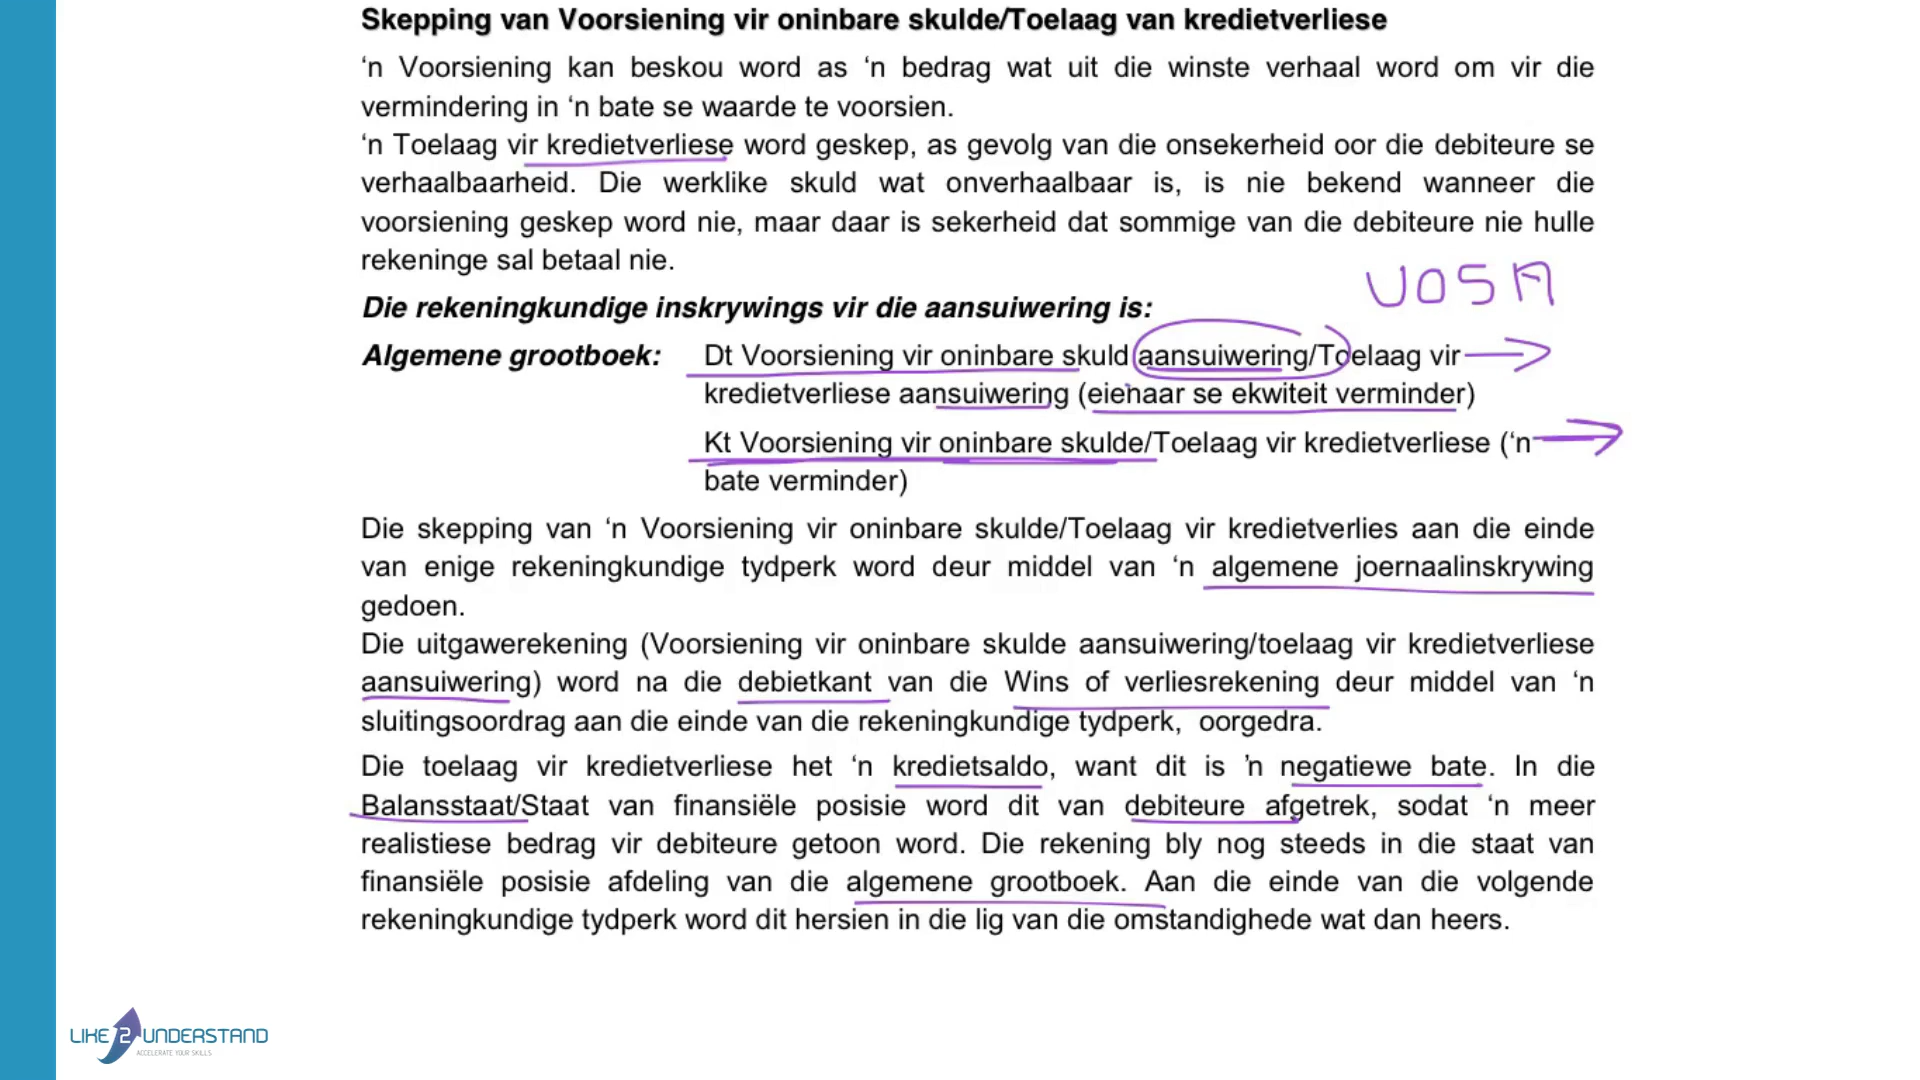 Skepping van Voorsiening vir oninbare skulde/Toelaag van kredietverliese
‘n Voorsiening kan beskou word as ‘n bedrag wat uit die winste verhaal word om vir die
vermindering in ‘n bate se waarde te voorsien.
‘n Toelaag vir kredietverliese word geskep, as gevolg van die onsekerheid oor die debiteure se
verhaalbaarheid. Die werklike skuld wat onverhaalbaar is, is nie bekend wanneer die
voorsiening geskep word nie, maar daar is sekerheid dat sommige van die debiteure nie hulle
rekeninge sal betaal nie.
VOSA
Die rekeningkundige inskrywings vir die aansuiwering is:
Algemene grootboek: Dt Voorsiening vir oninbare skuld aansuiwering/Toelaag vir
kredietverliese aansuiwering (eienaar se ekwiteit verminder)
Kt Voorsiening vir oninbare skulde/Toelaag vir kredietverliese (‘n
bate verminder)
Die skepping van ‘n Voorsiening vir oninbare skulde/Toelaag vir kredietverlies aan die einde
van enige rekeningkundige tydperk word deur middel van ‘n algemene joernaalinskrywing
gedoen.
Die uitgawerekening (Voorsiening vir oninbare skulde aansuiwering/toelaag vir kredietverliese
aansuiwering) word na die debietkant van die Wins of verliesrekening deur middel van ‘n
sluitingsoordrag aan die einde van die rekeningkundige tydperk, oorgedra.
Die toelaag vir kredietverliese het ‘n kredietsaldo, want dit is ’n negatiewe bate. In die
Balansstaat/Staat van finansiële posisie word dit van debiteure afgetrek, sodat ‘n meer
realistiese bedrag vir debiteure getoon word. Die rekening bly nog steeds in die staat van
finansiële posisie afdeling van die algemene grootboek. Aan die einde van die volgende
rekeningkundige tydperk word dit hersien in die lig van die omstandighede wat dan heers.
LIKE 2 UNDERSTAND
ACCELERATE YOUR SKILLS